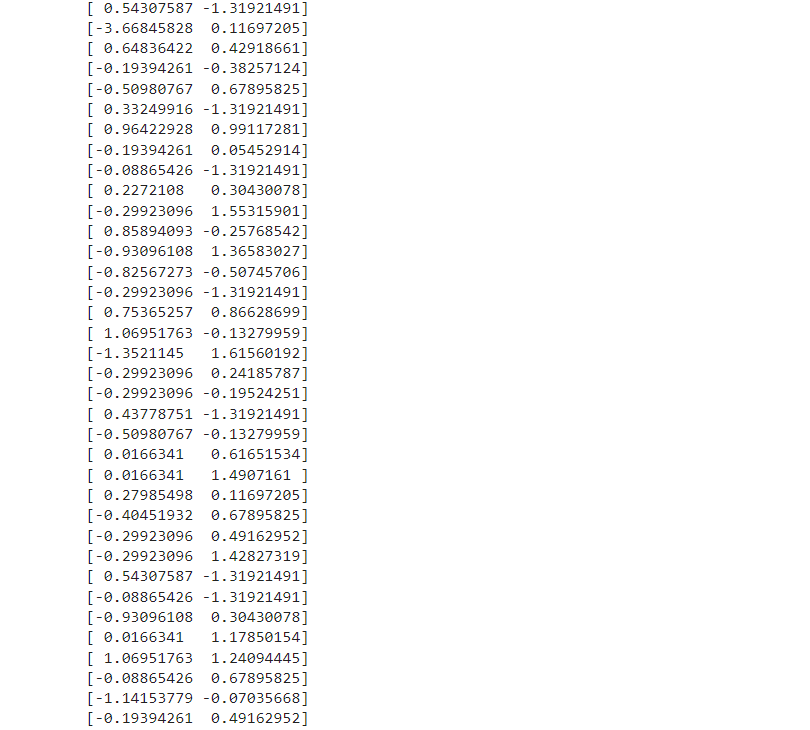 [ 0.54307587 -1.31921491]
[-3.66845828  0.11697205]
[ 0.64836422  0.42918661]
[-0.19394261 -0.38257124]
[-0.50980767  0.67895825]
[ 0.33249916 -1.31921491]
[ 0.96422928  0.99117281]
[-0.19394261  0.05452914]
[-0.08865426 -1.31921491]
[ 0.2272108   0.30430078]
[-0.29923096  1.55315901]
[ 0.85894093 -0.25768542]
[-0.93096108  1.36583027]
[-0.82567273 -0.50745706]
[-0.29923096 -1.31921491]
[ 0.75365257  0.86628699]
[ 1.06951763 -0.13279959]
[-1.3521145   1.61560192]
[-0.29923096  0.24185787]
[-0.29923096 -0.19524251]
[ 0.43778751 -1.31921491]
[-0.50980767 -0.13279959]
[ 0.0166341   0.61651534]
[ 0.0166341   1.4907161 ]
[ 0.27985498  0.11697205]
[-0.40451932  0.67895825]
[-0.29923096  0.49162952]
[-0.29923096  1.42827319]
[ 0.54307587 -1.31921491]
[-0.08865426 -1.31921491]
[-0.93096108  0.30430078]
[ 0.0166341   1.17850154]
[ 1.06951763  1.24094445]
[-0.08865426  0.67895825]
[-1.14153779 -0.07035668]
[-0.19394261  0.49162952]